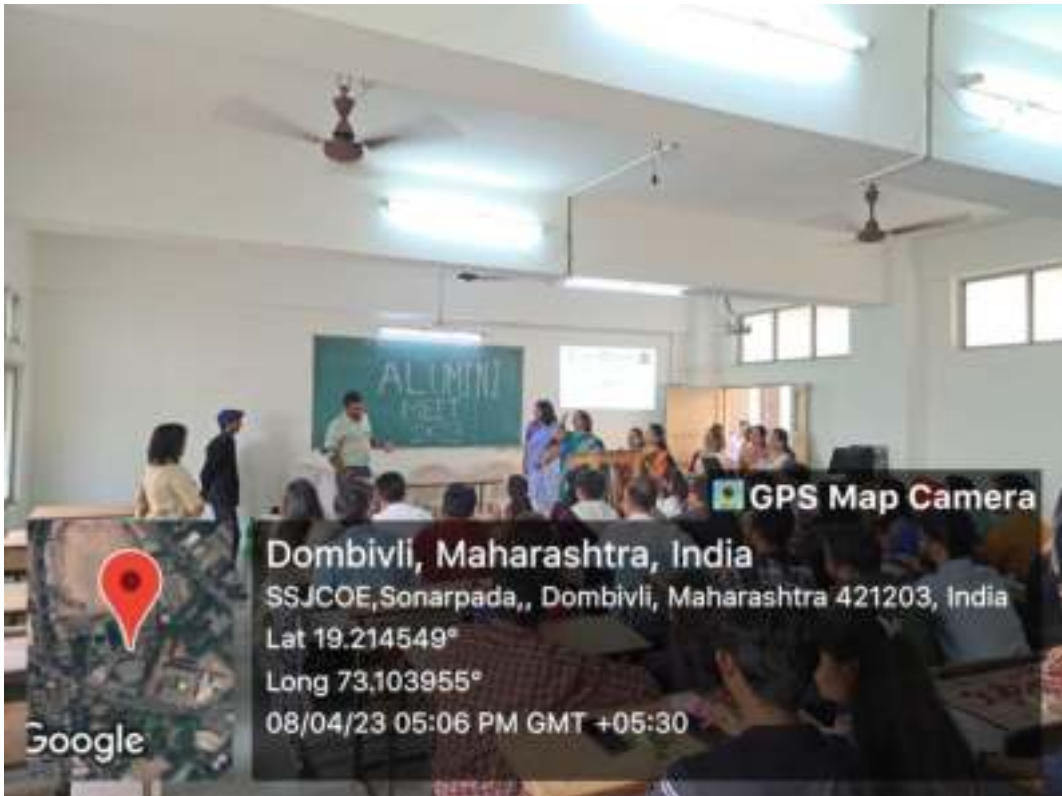 ALUMINI
MEET
GPS Map Camera
Dombivli, Maharashtra, India
SSJCOE,Sonarpada,, Dombivli, Maharashtra 421203, India
Lat 19.214549°
Long 73.103955°
08/04/23 05:06 PM GMT +05:30
Google